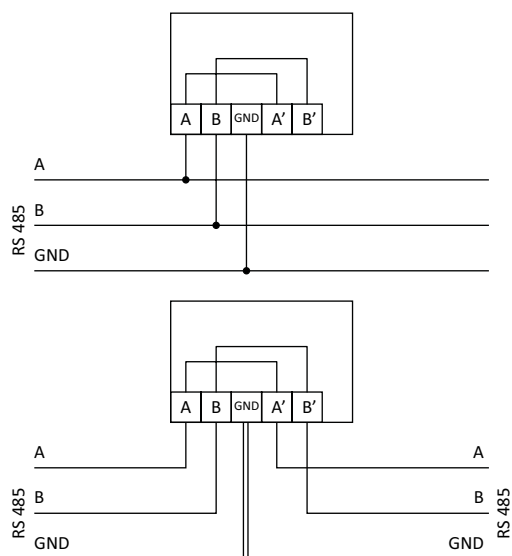 A B GND A’ B’
A
B
GND
RS 485
A B GND A’ B’
A A
B B
GND GND
RS 485 RS 485